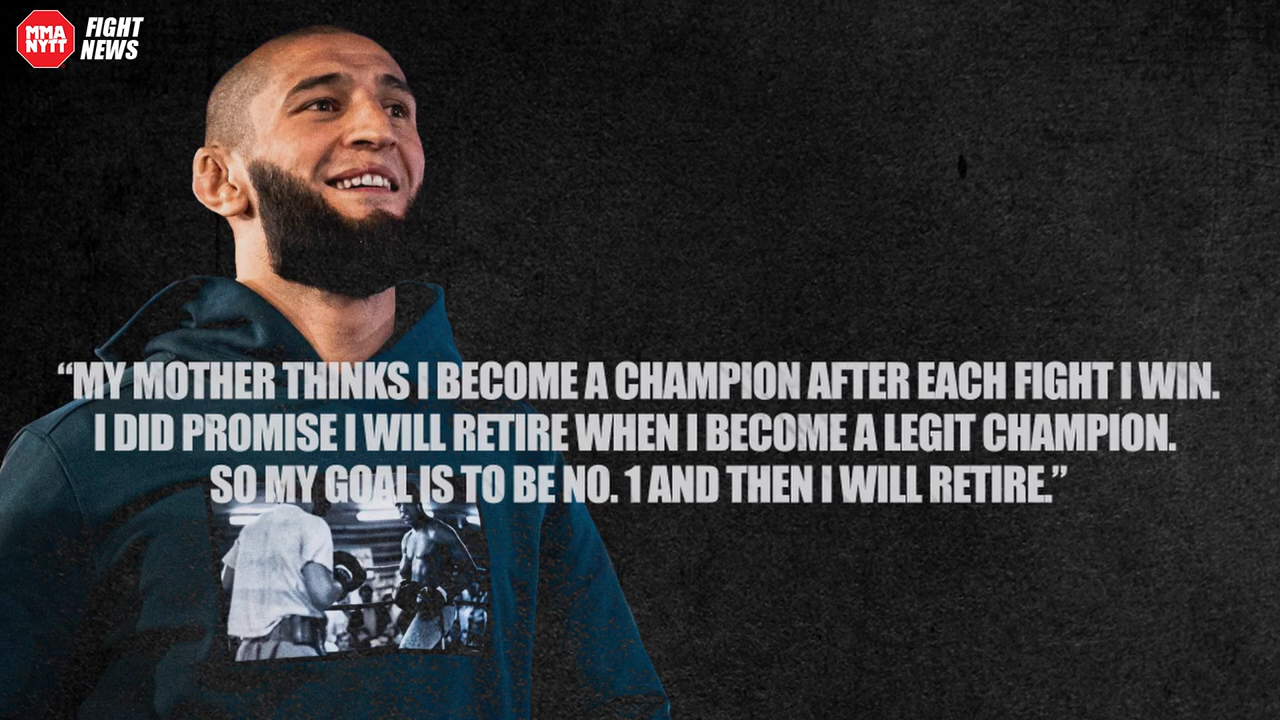 MMA
NYTT
FIGHT
NEWS
“MY MOTHER THINKS I BECOME A CHAMPION AFTER EACH FIGHT I WIN.
I DID PROMISE I WILL RETIRE WHEN I BECOME A LEGIT CHAMPION.
SO MY GOAL IS TO BE NO. 1 AND THEN I WILL RETIRE.”